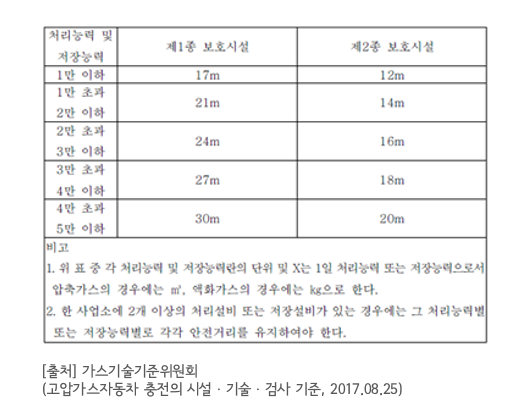 처리능력 및
저장능력
제1종 보호시설
제2종 보호시설
1만 이하
17m
12m
1만 초과
2만 이하
21m
14m
2만 초과
3만 이하
24m
16m
3만 초과
4만 이하
27m
18m
4만 초과
5만 이하
30m
20m
비고
1. 위 표 중 각 처리능력 및 저장능력란의 단위 및 X는 1일 처리능력 또는 저장능력으로서
압축가스의 경우에는 ㎥, 액화가스의 경우에는 kg으로 한다.
2. 한 사업소에 2개 이상의 처리설비 또는 저장설비가 있는 경우에는 그 처리능력별
또는 저장능력별로 각각 안전거리를 유지하여야 한다.
[출처] 가스기술기준위원회
(고압가스자동차 충전의 시설 · 기술 · 검사 기준, 2017.08.25)